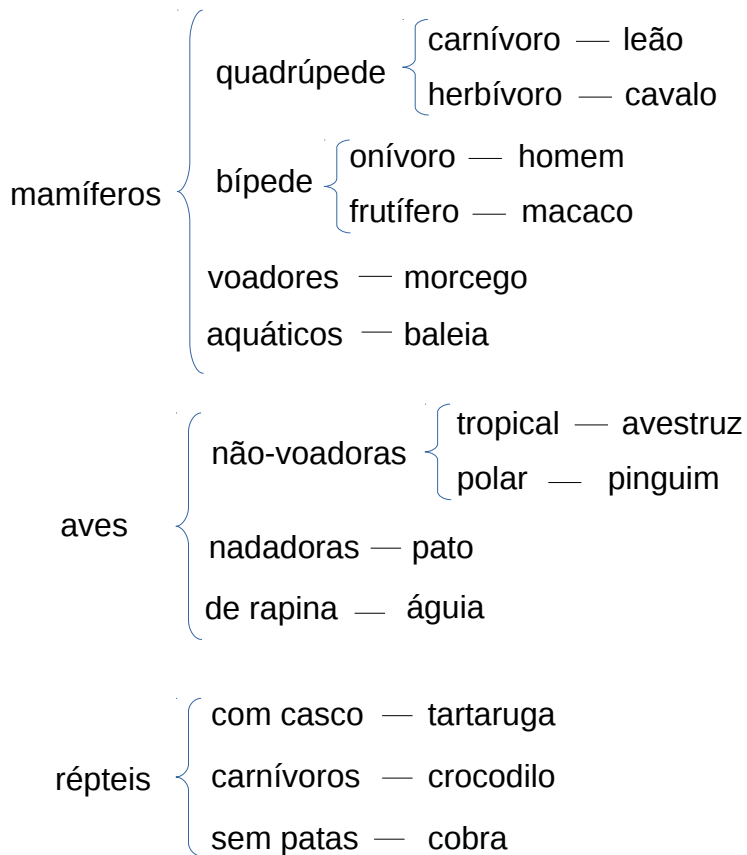 carnívoro — leão
quadrúpede
herbívoro — cavalo
onívoro — homem
bípede
mamíferos
frutífero — macaco
voadores — morcego
aquáticos — baleia
tropical — avestruz
não-voadoras
polar — pinguim
aves
nadadoras — pato
de rapina — águia
com casco — tartaruga
répteis
carnívoros — crocodilo
sem patas — cobra